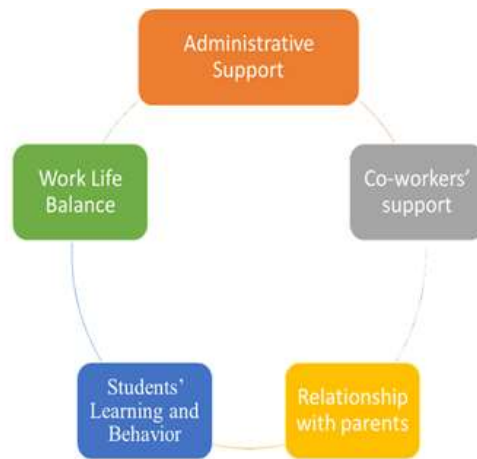 Administrative
Support
Work Life
Balance
Co-workers’
support
Students’
Learning and
Behavior
Relationship
with parents